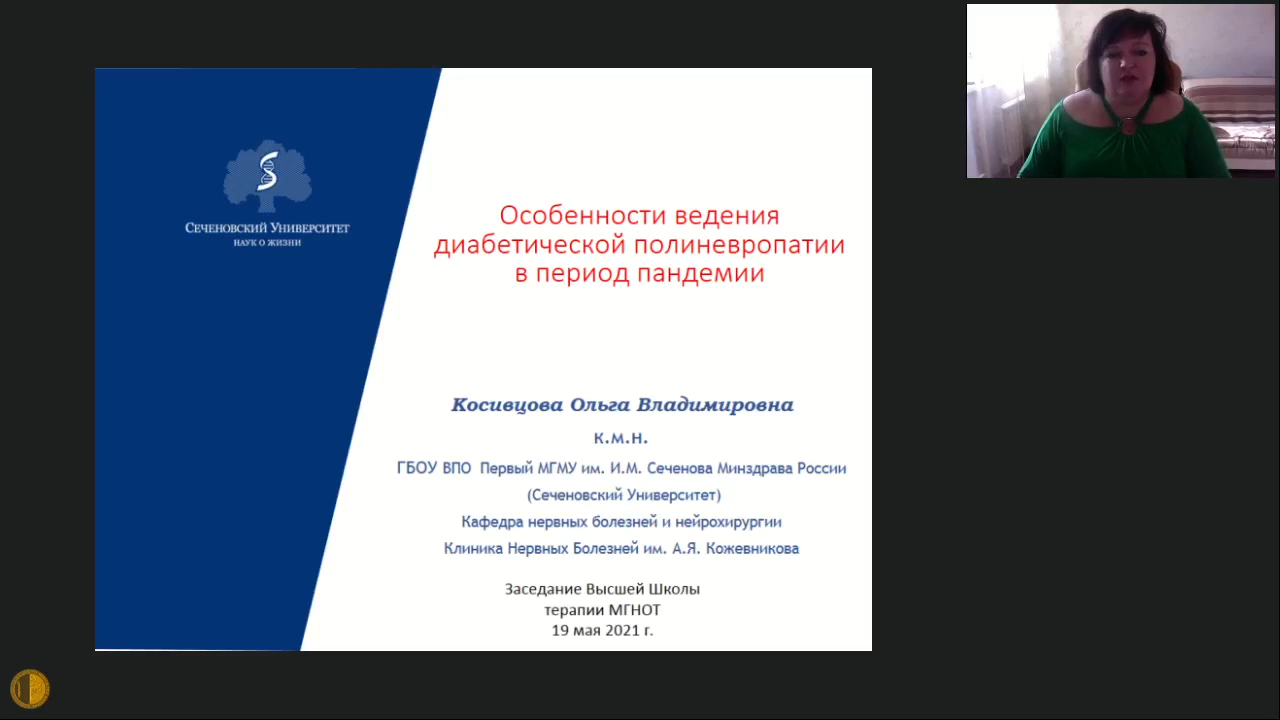 Сеченовский Университет
наук о жизни
Особенности ведения
диабетической полиневропатии
в период пандемии
Косивцова Ольга Владимировна
к.м.н.
ГБОУ ВПО Первый МГМУ им. И.М. Сеченова Минздрава России
(Сеченовский Университет)
Кафедра нервных болезней и нейрохирургии
Клиника Нервных Болезней им. А.Я. Кожевникова
Заседание Высшей Школы
терапии МГНОТ
19 мая 2021 г.